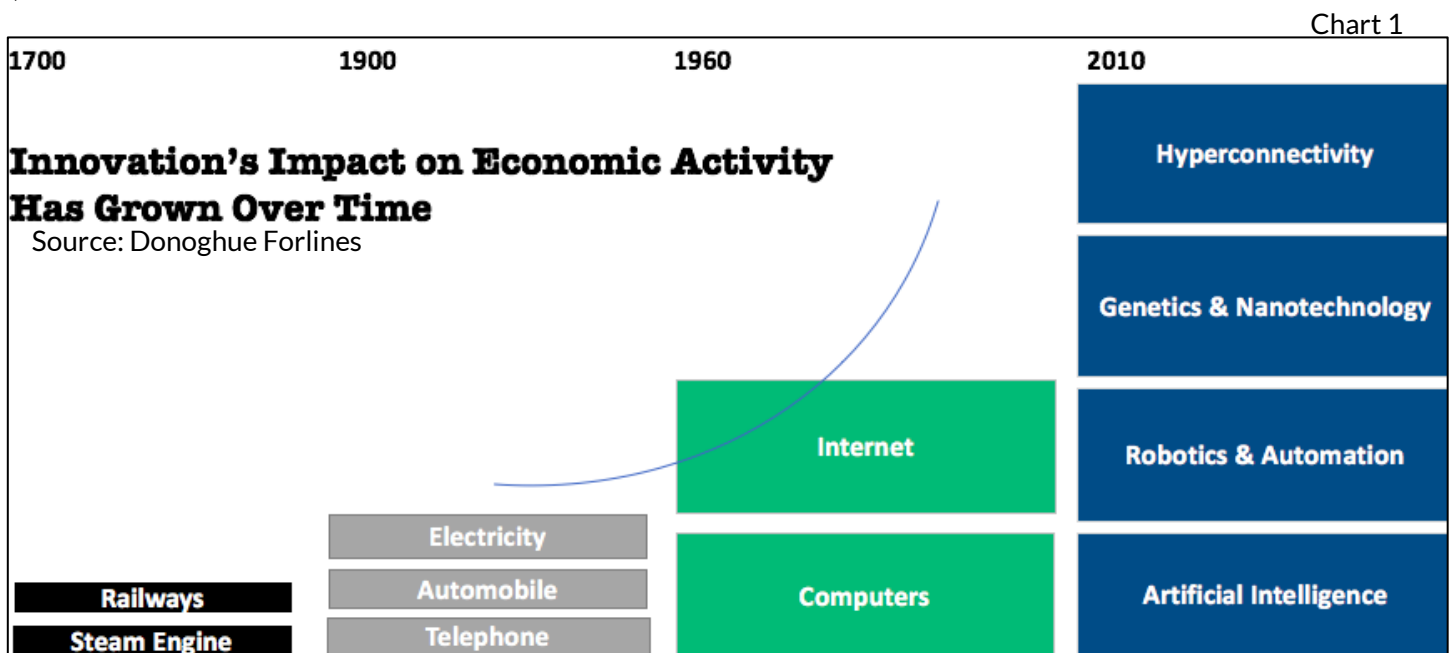 Chart 1
1700 1900 1960 2010
Innovation's Impact on Economic Activity
Has Grown Over Time
Source: Donoghue Forlines
Hyperconnectivity
Genetics & Nanotechnology
Internet
Robotics & Automation
Electricity
Automobile
Telephone
Railways
Steam Engine
Computers
Artificial Intelligence